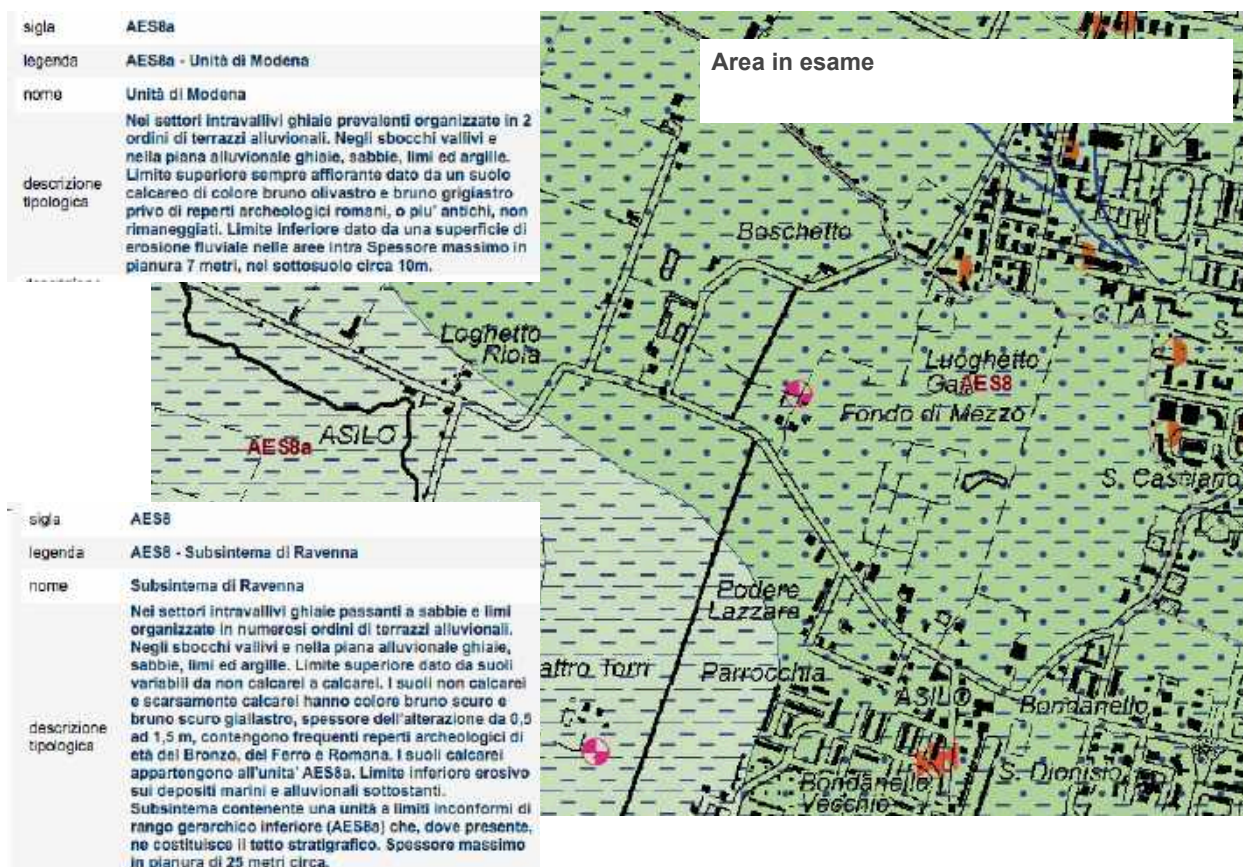 sigla AES8a
legenda AES8a - Unità di Modena
nome Unità di Modena
descrizione tipologica
Nei settori intravallivi ghiaie prevalenti organizzate in 2
ordini di terrazzi alluvionali. Negli sbocchi vallivi e
nella piana alluvionale ghiaie, sabbie, limi ed argille.
Limite superiore sempre affiorante dato da un suolo
calcareo di colore bruno olivastro e bruno grigiastro
privo di reperti archeologici romani, o piu' antichi, non
rimaneggiati. Limite inferiore dato da una superficie di
erosione fluviale nelle aree intra Spessore massimo in
pianura 7 metri, nel sottosuolo circa 10m.
Area in esame
Boschetto
Loghetto
Riola
C.I.A.T.
S.
Luoghetto
AES8
Fondo di Mezzo
ASILO
AES8a
S. Casciano
sigla AES8
legenda AES8 - Subsintema di Ravenna
nome Subsintema di Ravenna
descrizione tipologica
Nei settori intravallivi ghiaie passanti a sabbie e limi
organizzate in numerosi ordini di terrazzi alluvionali.
Negli sbocchi vallivi e nella piana alluvionale ghiaie,
sabbie, limi ed argille. Limite superiore dato da suoli
variabili da non calcarei a calcarei. I suoli non calcarei
e scarsamente calcarei hanno colore bruno scuro e
bruno scuro giallastro, spessore dell'alterazione da 0,5
ad 1,5 m, contengono frequenti reperti archeologici di
età del Bronzo, del Ferro e Romana. I suoli calcarei
appartengono all'unita' AES8a. Limite inferiore erosivo
sui depositi marini e alluvionali sottostanti.
Subsintema contenente una unità a limiti inconformi di
rango gerarchico inferiore (AES8a) che, dove presente,
ne costituisce il tetto stratigrafico. Spessore massimo
in pianura di 25 metri circa.
Podere
Lazzara
attro Torri
Parrocchia
ASILO
Bondanello
Bondanello
Vecchio
S. Dionisio